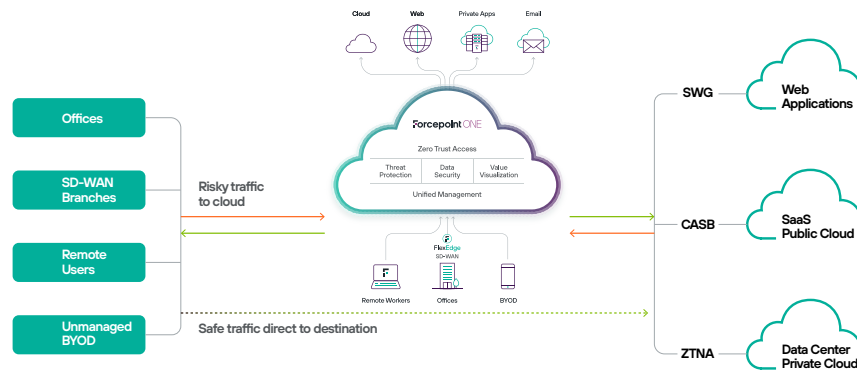 Cloud
Web
Private Apps
Email
Offices
SD-WAN
Branches
Remote
Users
Unmanaged
BYOD
Risky traffic
to cloud
Safe traffic direct to destination
Forcepoint ONE
Zero Trust Access
Threat
Protection
Data
Security
Value
Visualization
Unified Management
FlexEdge
SD-WAN
Remote Workers
Offices
BYOD
SWG
CASB
ZTNA
Web
Applications
SaaS
Public Cloud
Data Center
Private Cloud